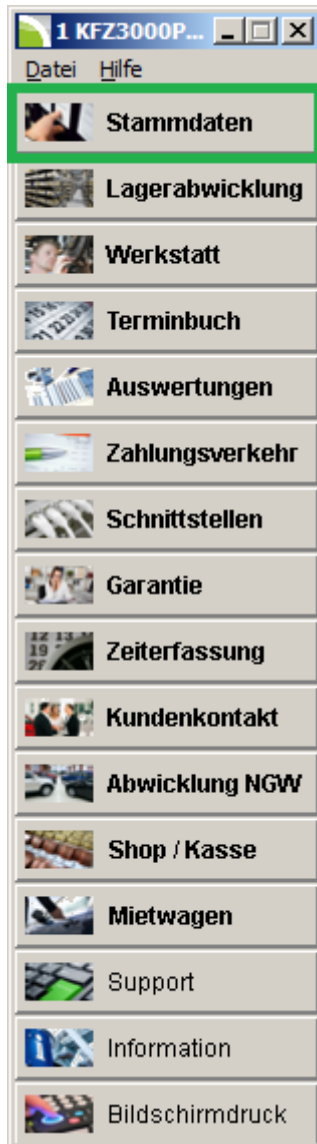 1 KFZ3000P...
Datei Hilfe
Stammdaten
Lagerabwicklung
Werkstatt
Terminbuch
Auswertungen
Zahlungsverkehr
Schnittstellen
Garantie
Zeiterfassung
Kundenkontakt
Abwicklung NGW
Shop / Kasse
Mietwagen
Support
Information
Bildschirmdruck